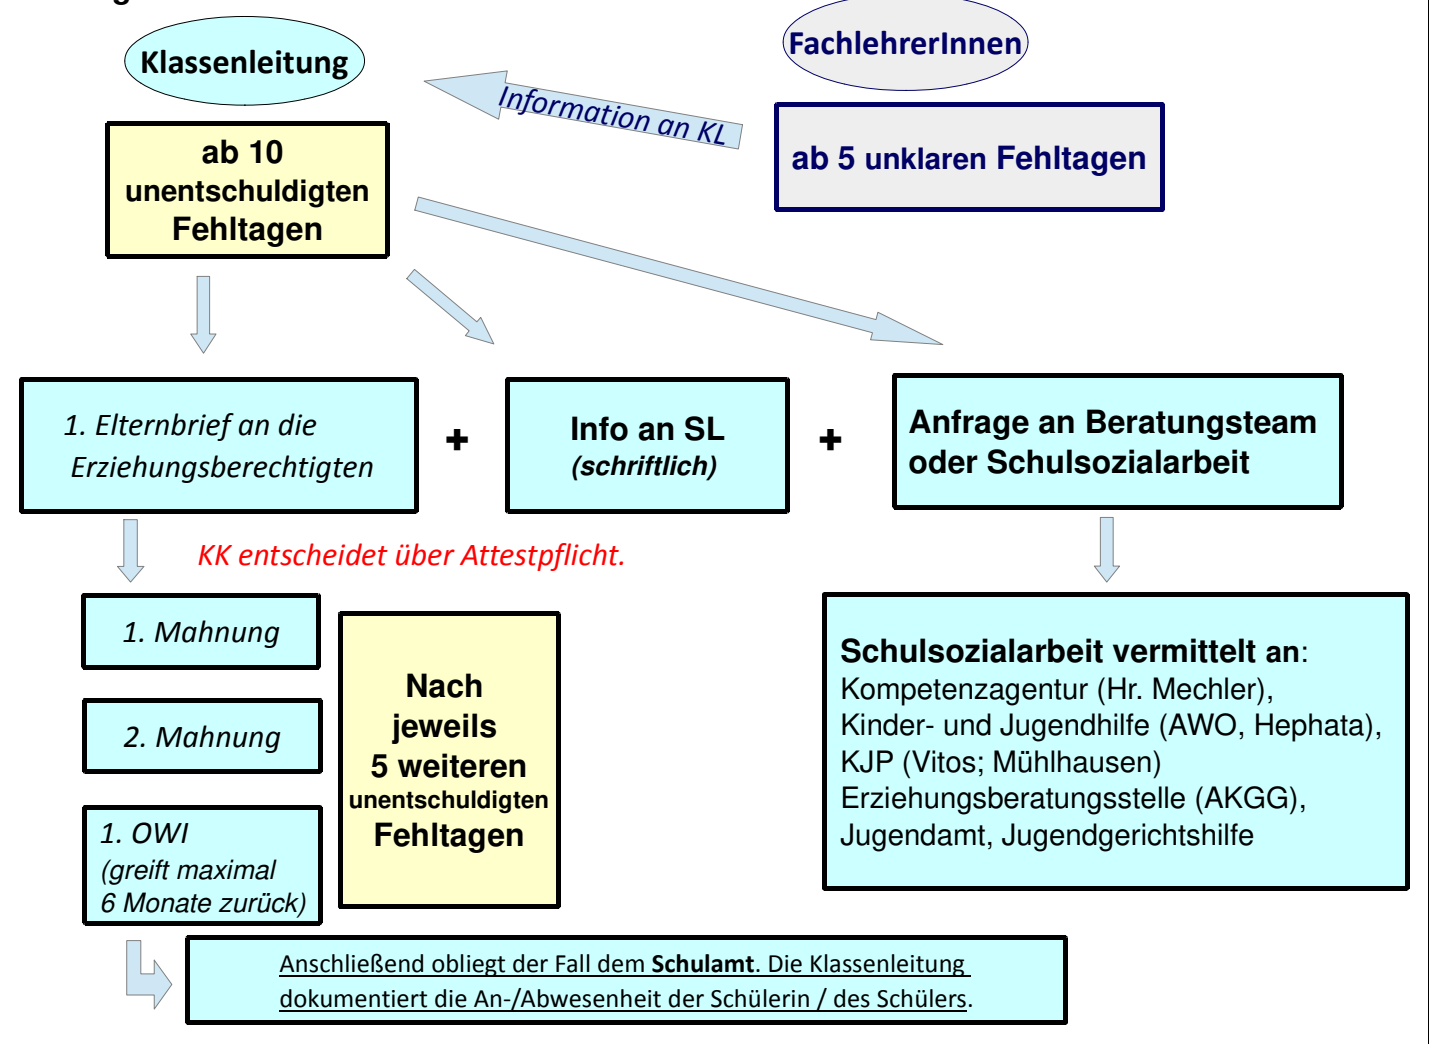 Klassenleitung
FachlehrerInnen
Information an KL
ab 10
unentschuldigten
Fehltagen
ab 5 unklaren Fehltagen
1. Elternbrief an die
Erziehungsberechtigten
+
Info an SL
(schriftlich)
+
Anfrage an Beratungsteam
oder Schulsozialarbeit
KK entscheidet über Attestpflicht.
1. Mahnung
2. Mahnung
1. OWI
(greift maximal
6 Monate zurück)
Nach
jeweils
5 weiteren
unentschuldigten
Fehltagen
Schulsozialarbeit vermittelt an:
Kompetenzagentur (Hr. Mechler),
Kinder- und Jugendhilfe (AWO, Hephata),
KJP (Vitos; Mühlhausen)
Erziehungsberatungsstelle (AKGG),
Jugendamt, Jugendgerichtshilfe
Anschließend obliegt der Fall dem Schulamt. Die Klassenleitung
dokumentiert die An-/Abwesenheit der Schülerin / des Schülers.